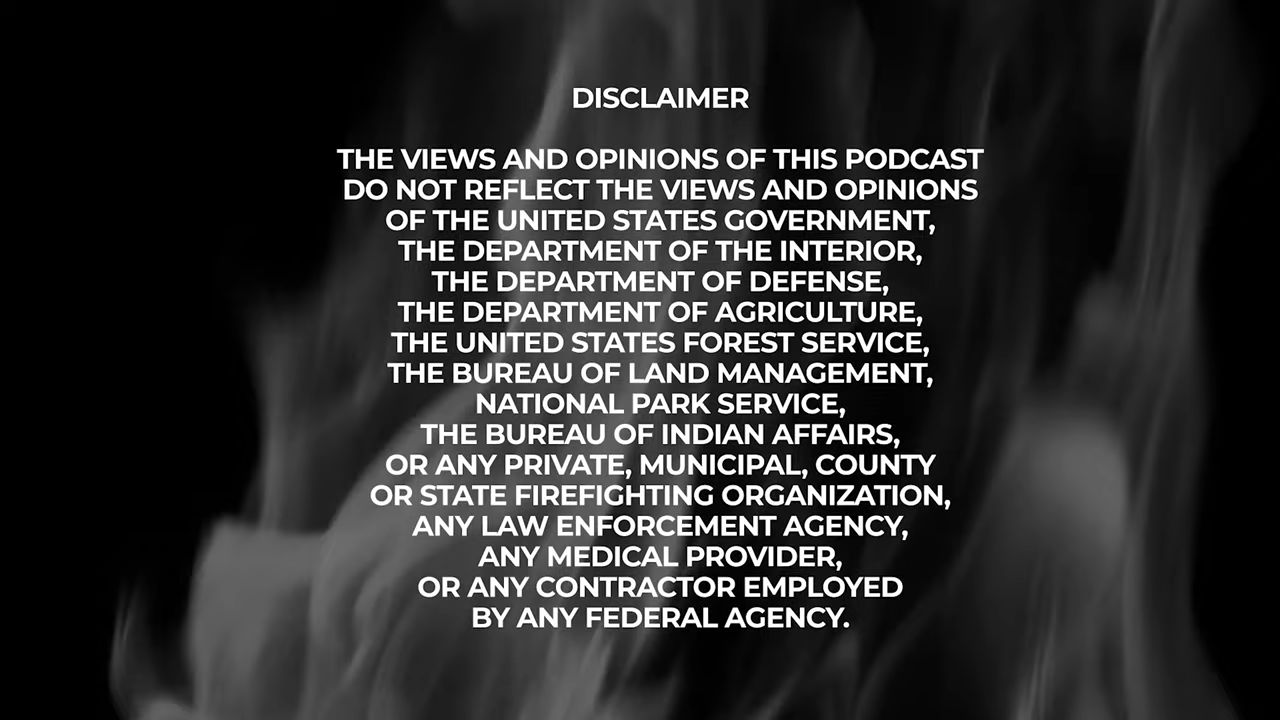 DISCLAIMER
THE VIEWS AND OPINIONS OF THIS PODCAST
DO NOT REFLECT THE VIEWS AND OPINIONS
OF THE UNITED STATES GOVERNMENT,
THE DEPARTMENT OF THE INTERIOR,
THE DEPARTMENT OF DEFENSE,
THE DEPARTMENT OF AGRICULTURE,
THE UNITED STATES FOREST SERVICE,
THE BUREAU OF LAND MANAGEMENT,
NATIONAL PARK SERVICE,
THE BUREAU OF INDIAN AFFAIRS,
OR ANY PRIVATE, MUNICIPAL, COUNTY
OR STATE FIREFIGHTING ORGANIZATION,
ANY LAW ENFORCEMENT AGENCY,
ANY MEDICAL PROVIDER,
OR ANY CONTRACTOR EMPLOYED
BY ANY FEDERAL AGENCY.